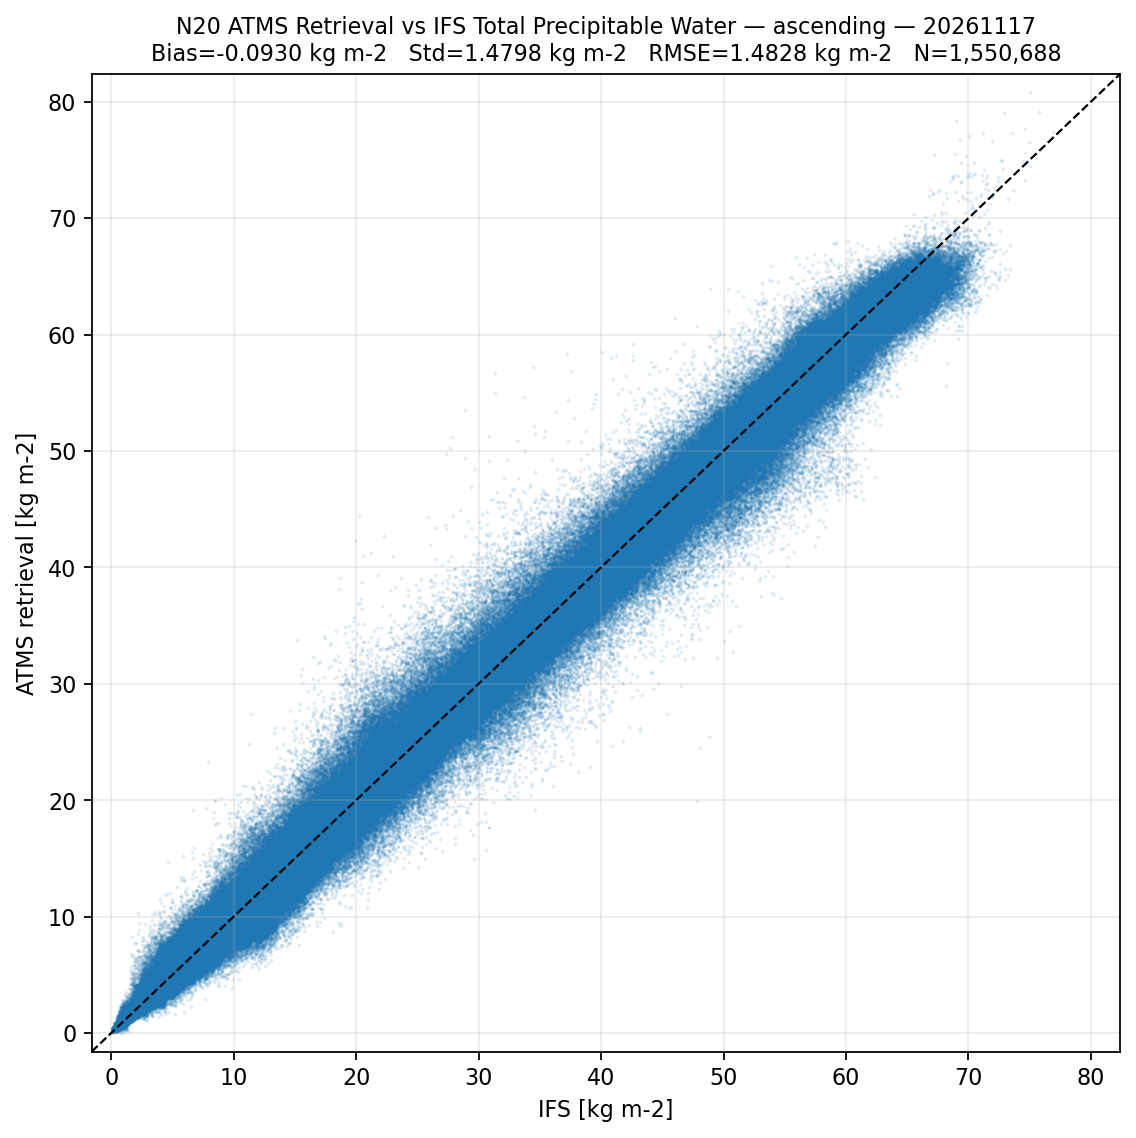 N20 ATMS Retrieval vs IFS Total Precipitable Water — ascending — 20261117
Bias=-0.0930 kg m-2   Std=1.4798 kg m-2   RMSE=1.4828 kg m-2   N=1,550,688
80
70
60
50
40
30
20
10
0
ATMS retrieval [kg m-2]
0 10 20 30 40 50 60 70 80
IFS [kg m-2]